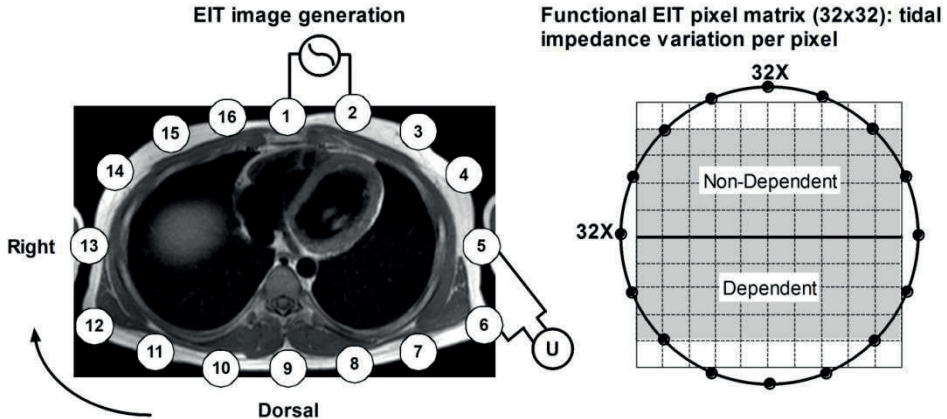 EIT image generation
Functional EIT pixel matrix (32x32): tidal
impedance variation per pixel
1
2
3
4
5
6
7
8
9
10
11
12
13
14
15
16
Right
Dorsal
U
32X
32X
Non-Dependent
Dependent